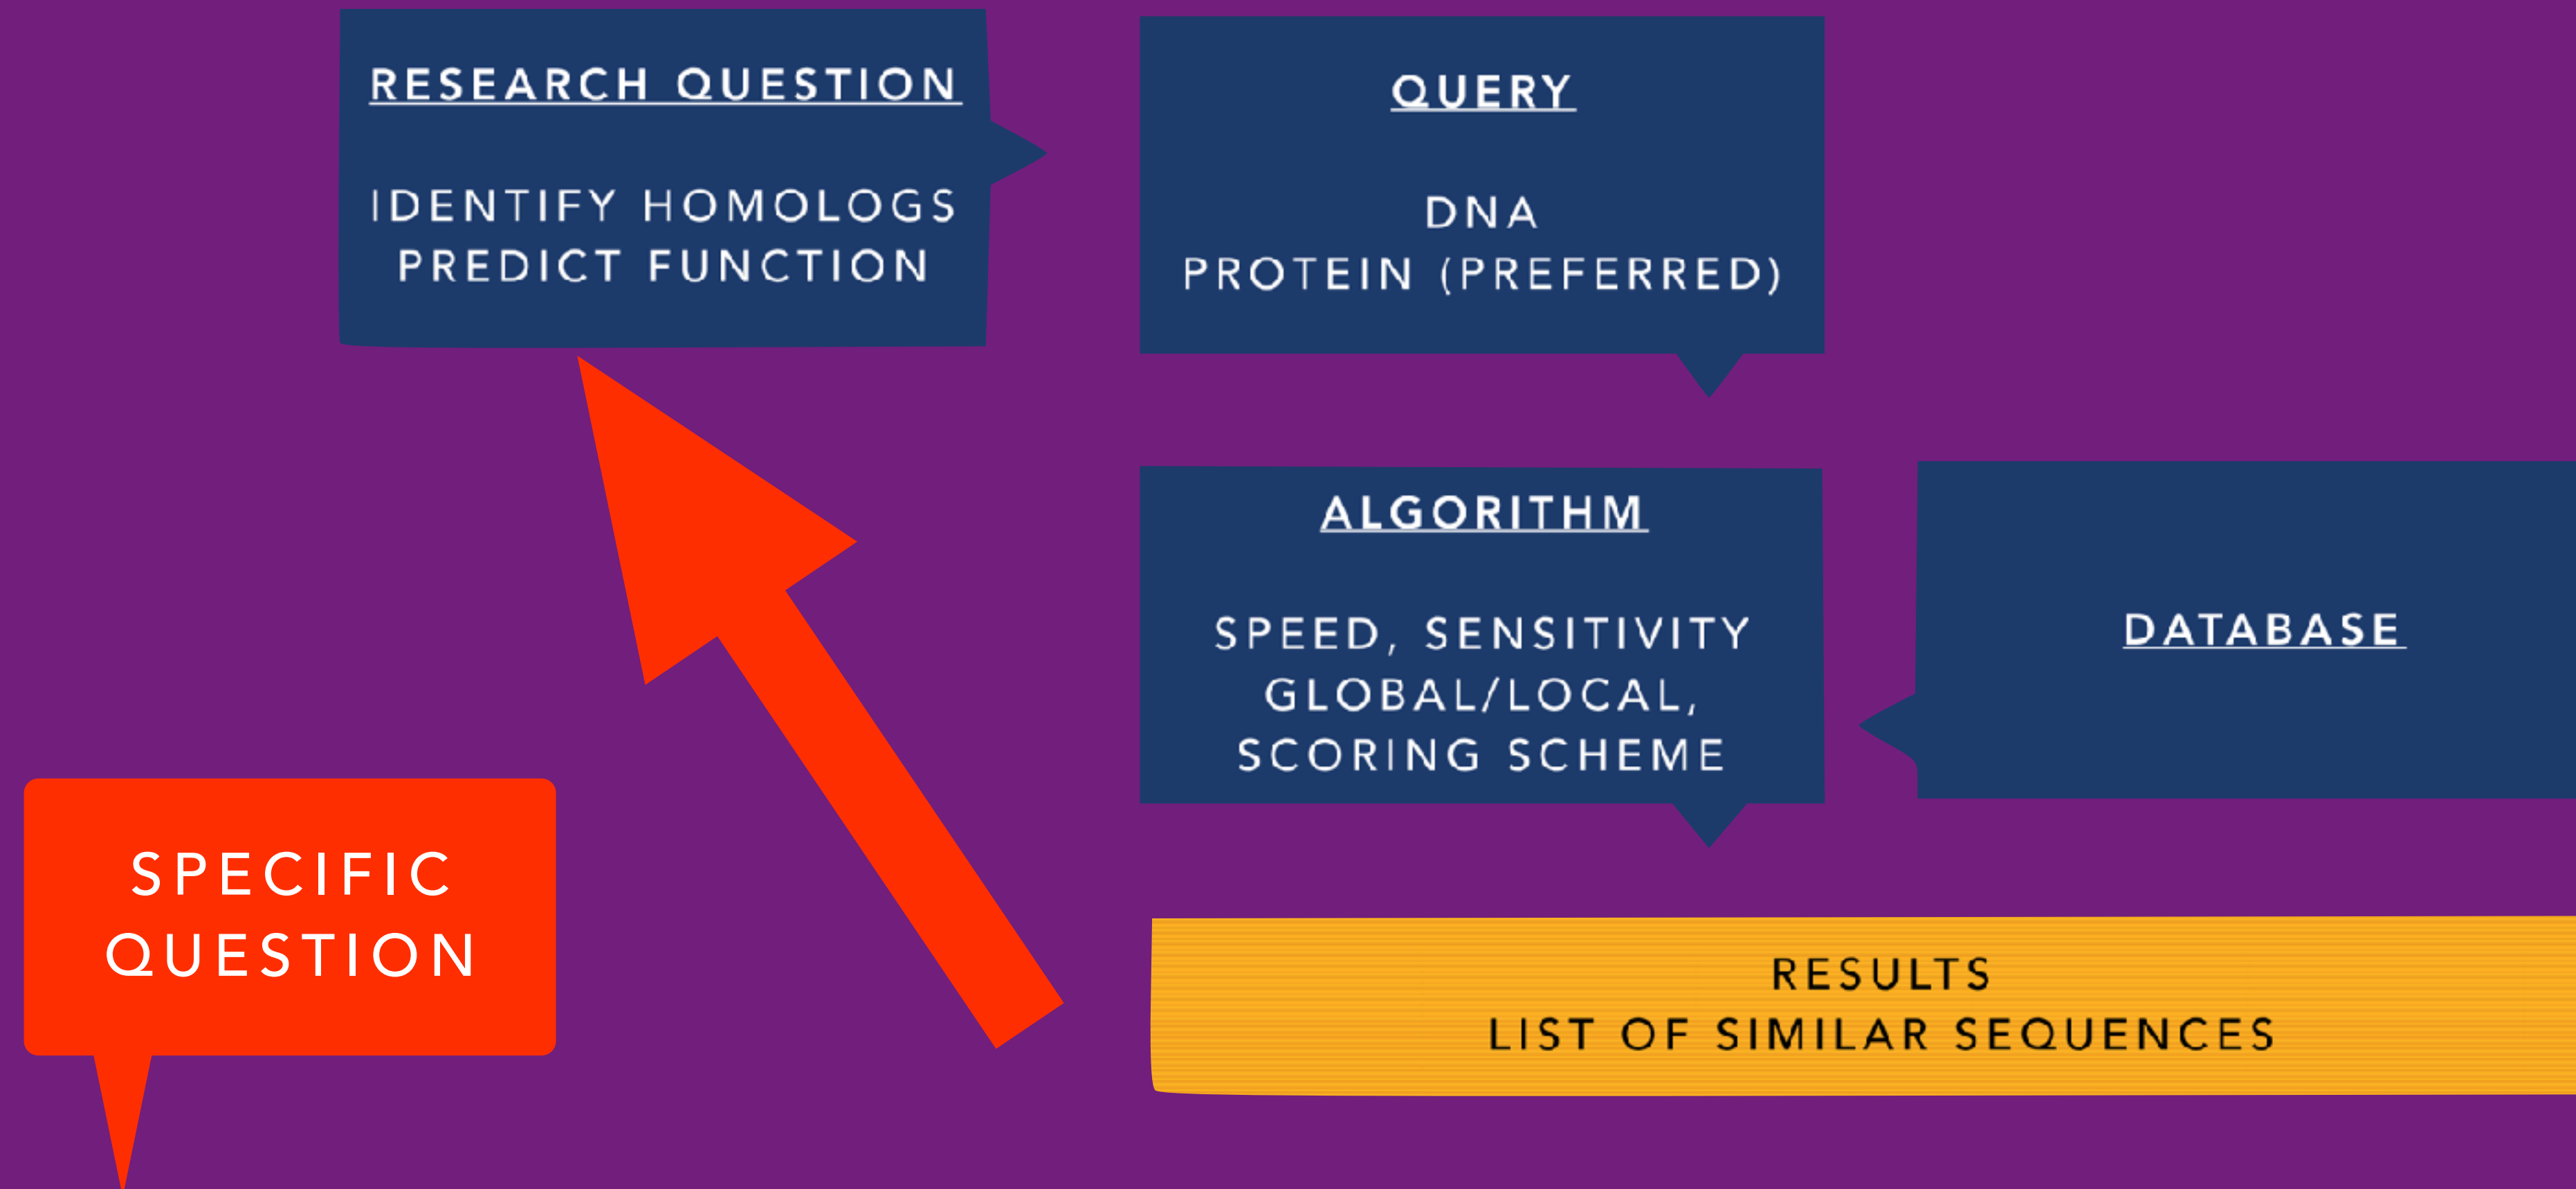 RESEARCH QUESTION
IDENTIFY HOMOLOGS
PREDICT FUNCTION
QUERY
DNA
PROTEIN (PREFERRED)
ALGORITHM
SPEED, SENSITIVITY
GLOBAL/LOCAL,
SCORING SCHEME
DATABASE
SPECIFIC
QUESTION
RESULTS
LIST OF SIMILAR SEQUENCES